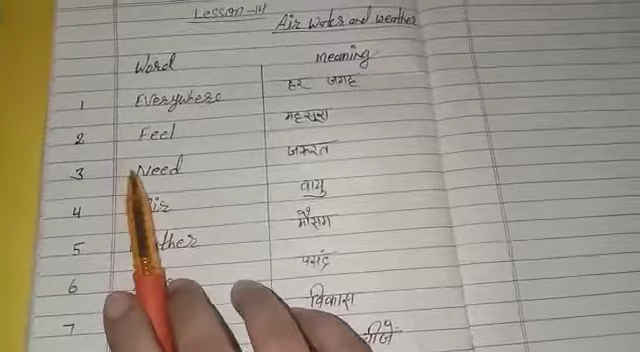 Lesson-14
Air water and weather
Word meaning
1 Everywhere हर जगह
2 Feel महसूस
3 Need जरूरत
4 वायु
5 मौसम
6 पसंद
7 विकास
चीजें